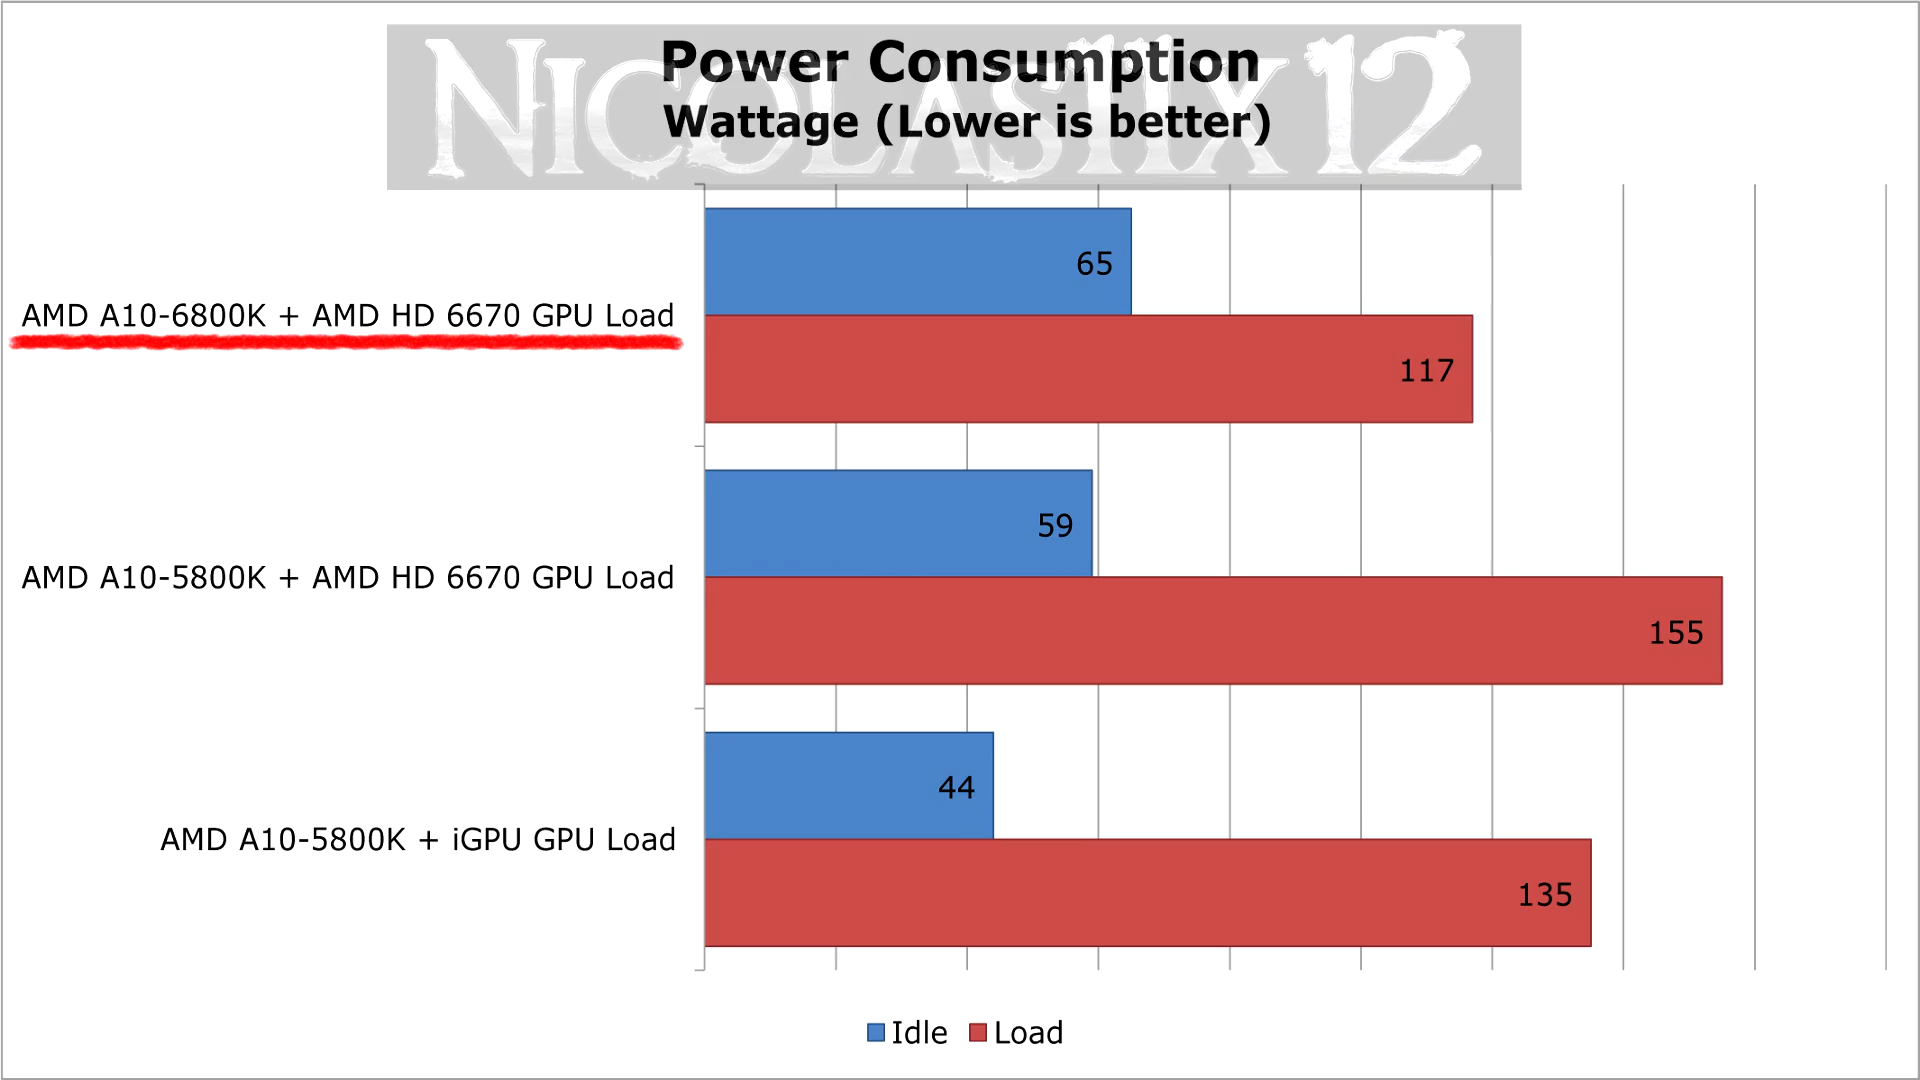 NICOLAS11X12
Power Consumption
Wattage (Lower is better)
AMD A10-6800K + AMD HD 6670 GPU Load
65
117
AMD A10-5800K + AMD HD 6670 GPU Load
59
155
AMD A10-5800K + iGPU GPU Load
44
135
Idle
Load